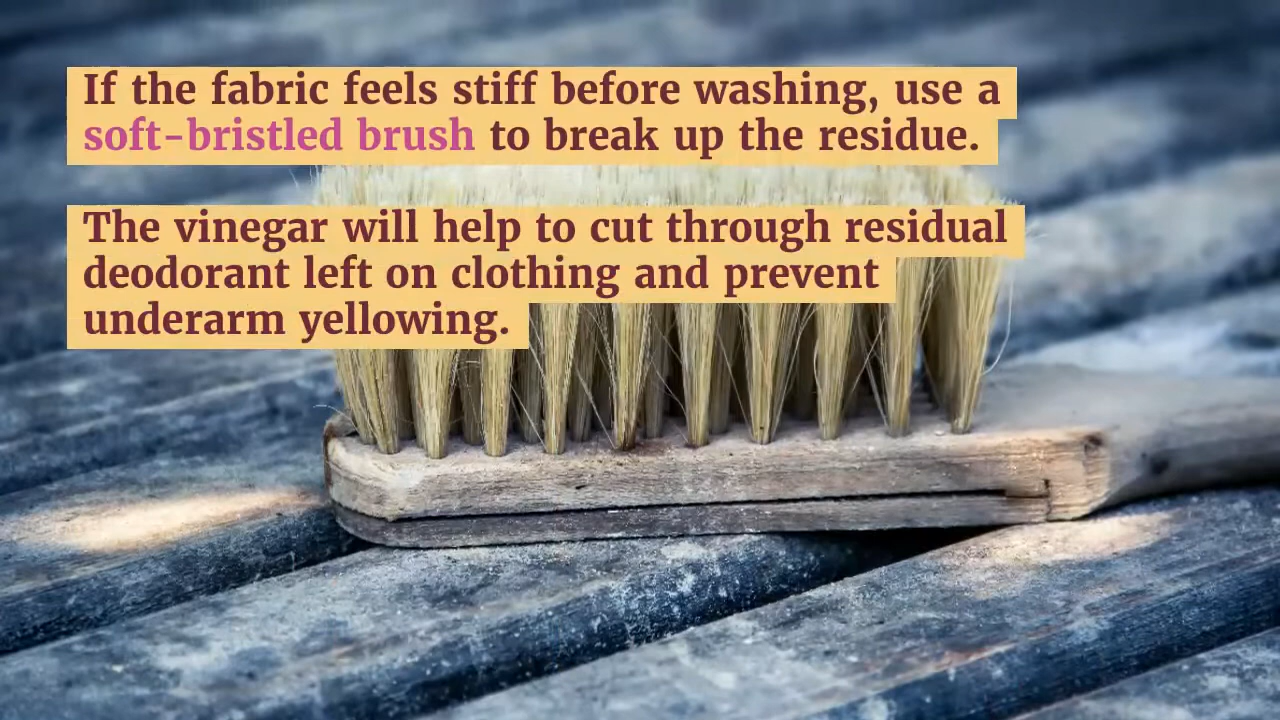 If the fabric feels stiff before washing, use a
soft-bristled brush to break up the residue.
The vinegar will help to cut through residual
deodorant left on clothing and prevent
underarm yellowing.